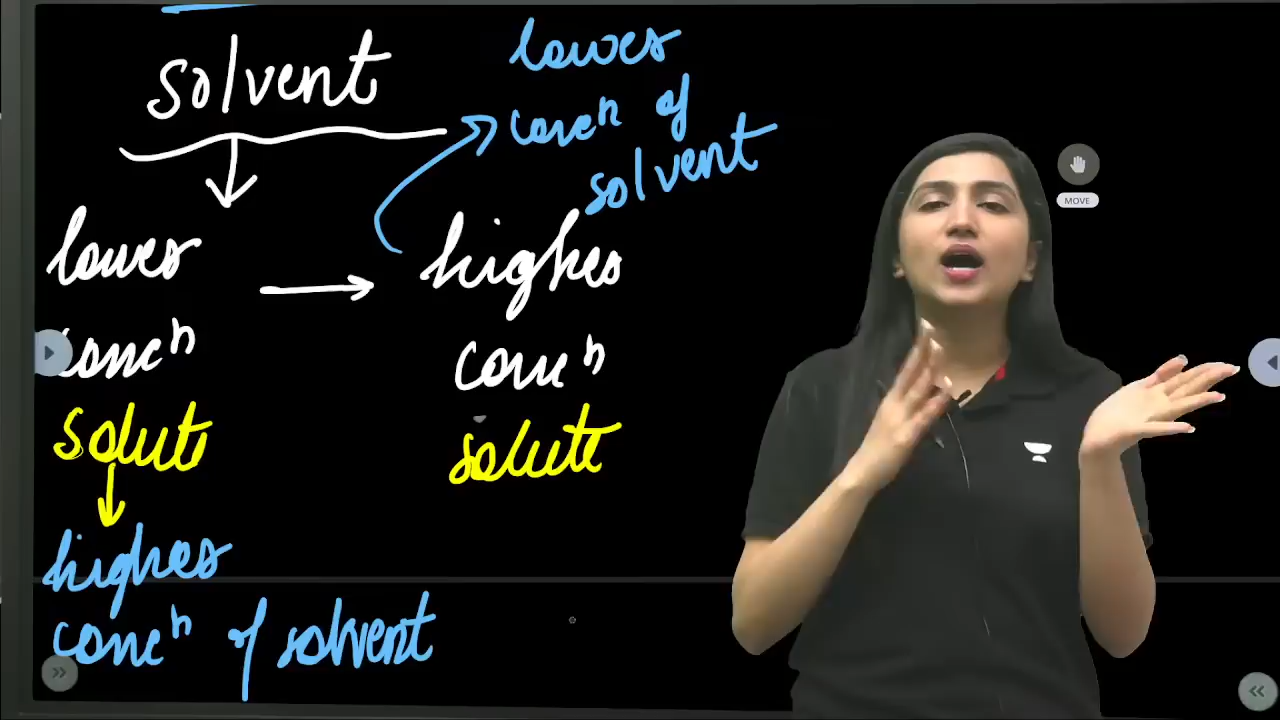 solvent
lower
concⁿ of
solvent
lower → higher
concⁿ concⁿ
solute solute
higher
concⁿ of solvent
MOVE